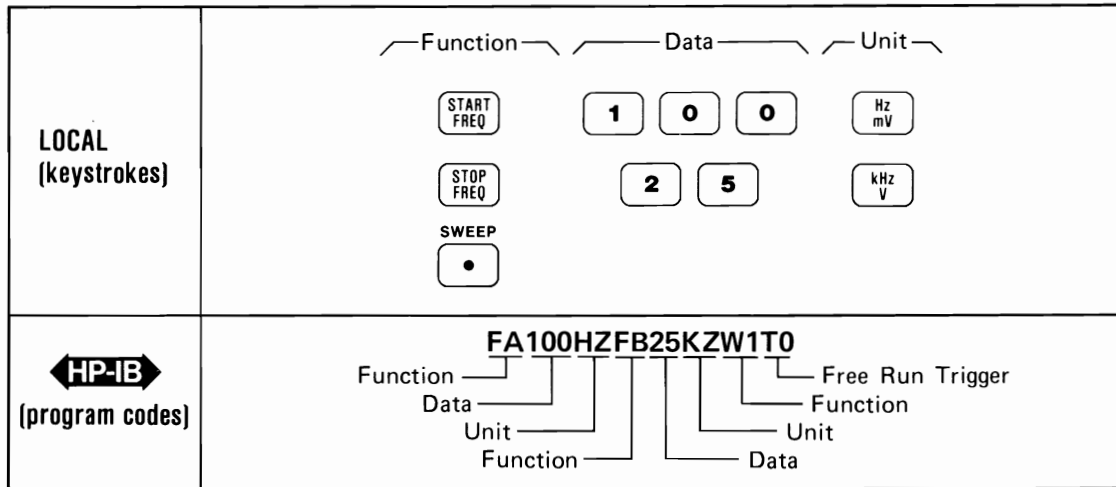 Function Data Unit
START
FREQ
1 0 0
Hz
mV
LOCAL
(keystrokes)
STOP
FREQ
2 5
kHz
V
SWEEP
HP-IB
(program codes)
FA100HZFB25KZW1T0
Function Free Run Trigger
Data Function
Unit Unit
Function Data